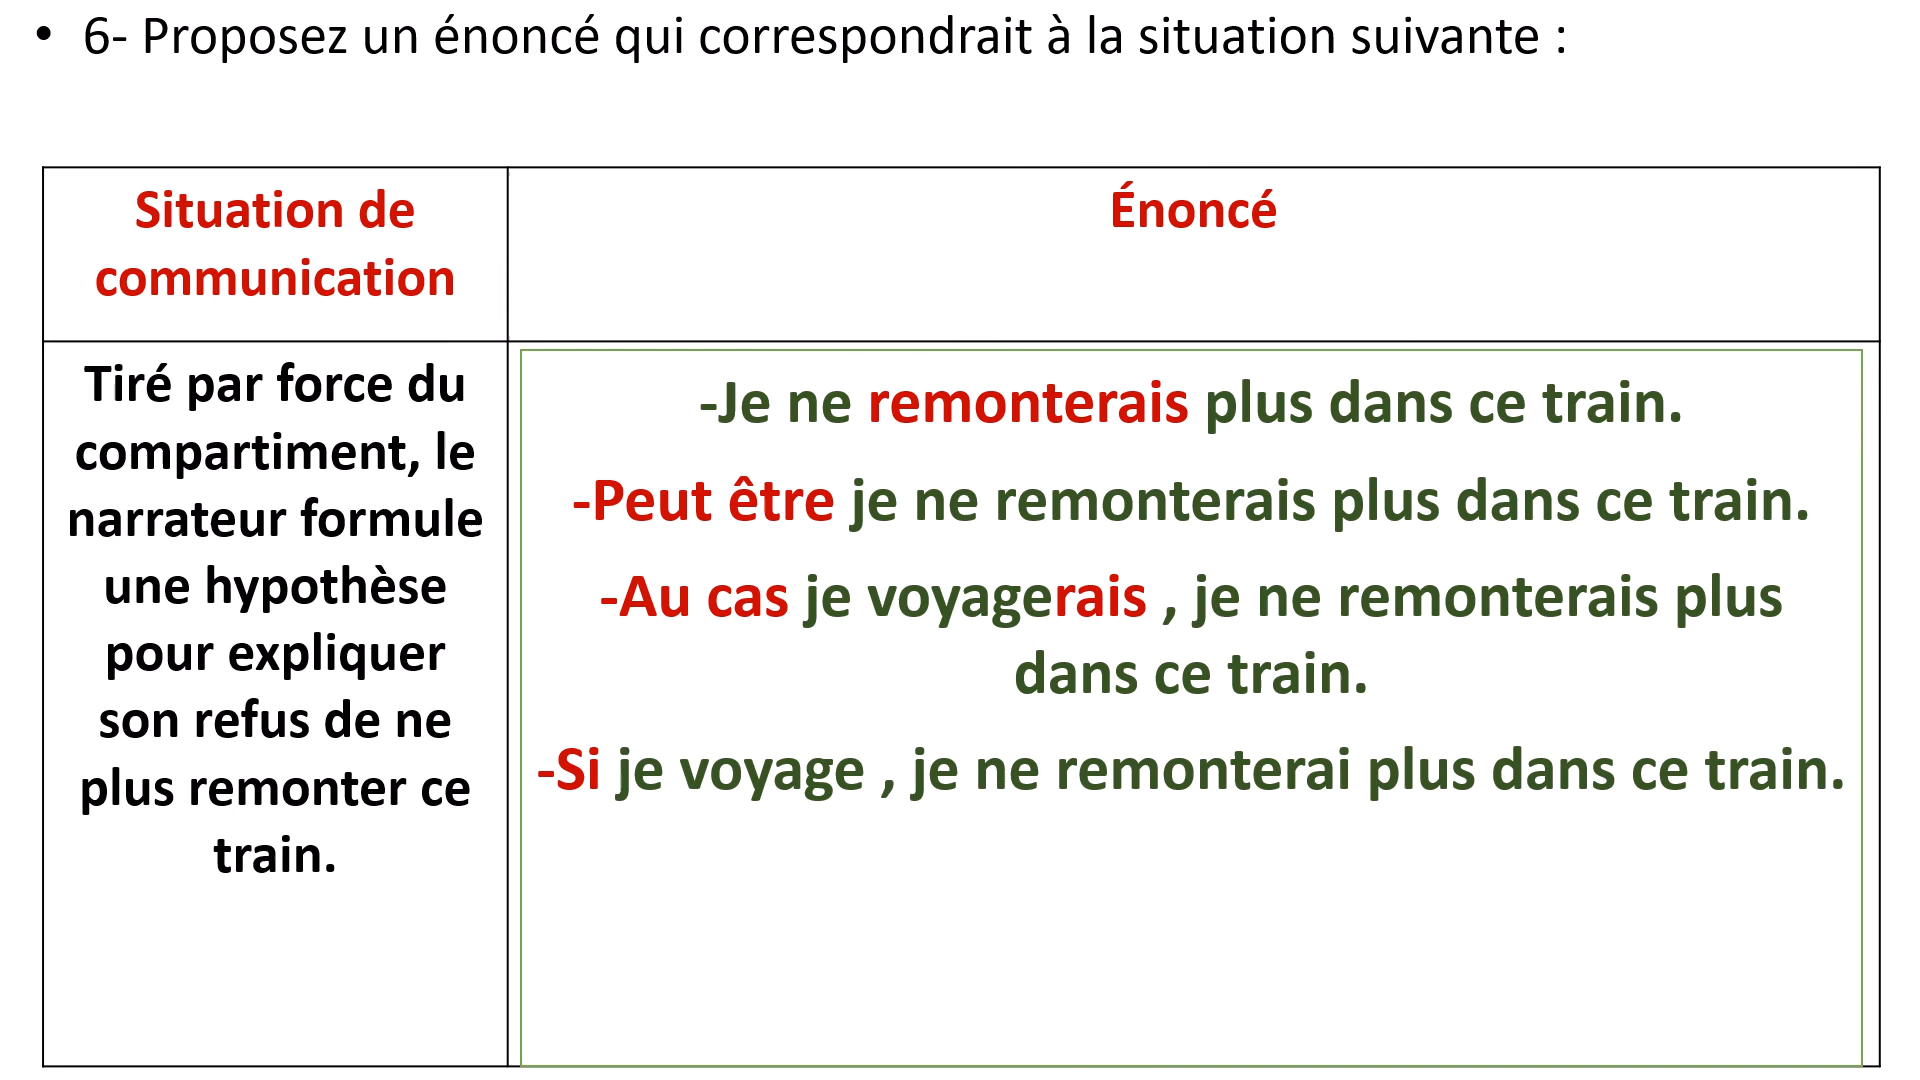 • 6- Proposez un énoncé qui correspondrait à la situation suivante :
Situation de
communication
Énoncé
Tiré par force du
compartiment, le
narrateur formule
une hypothèse
pour expliquer
son refus de ne
plus remonter ce
train.
-Je ne remonterais plus dans ce train.
-Peut être je ne remonterais plus dans ce train.
-Au cas je voyagerais , je ne remonterais plus
dans ce train.
-Si je voyage , je ne remonterai plus dans ce train.